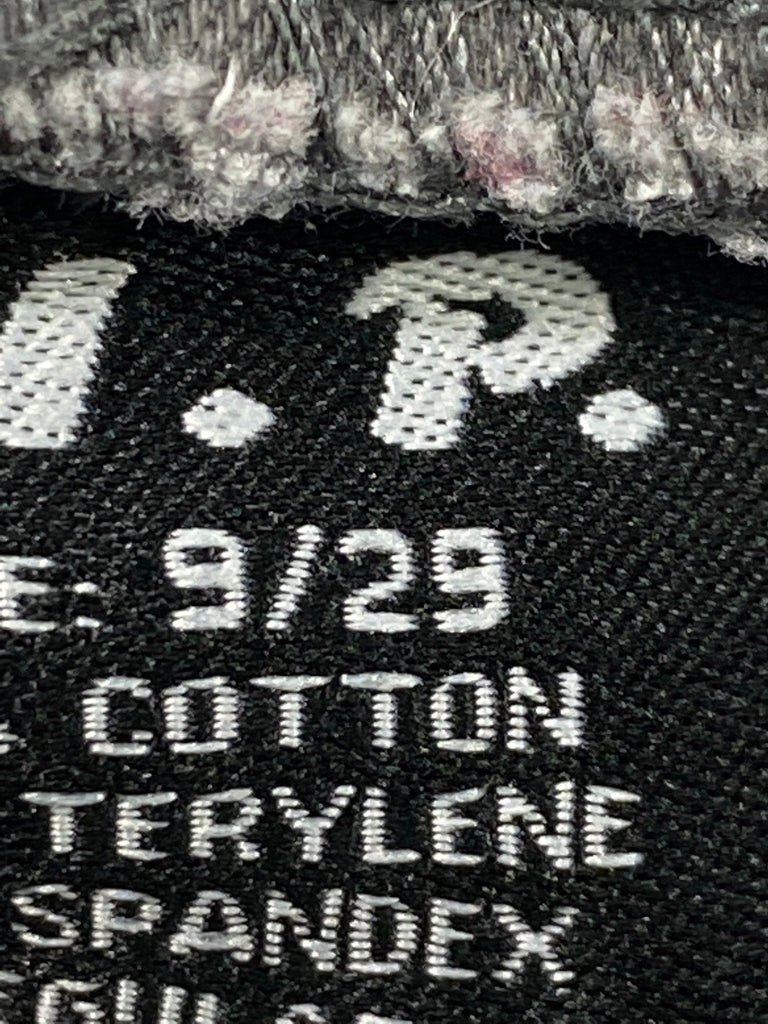 . P.
E: 9/29
COTTON
TERYLENE
SPANDEX